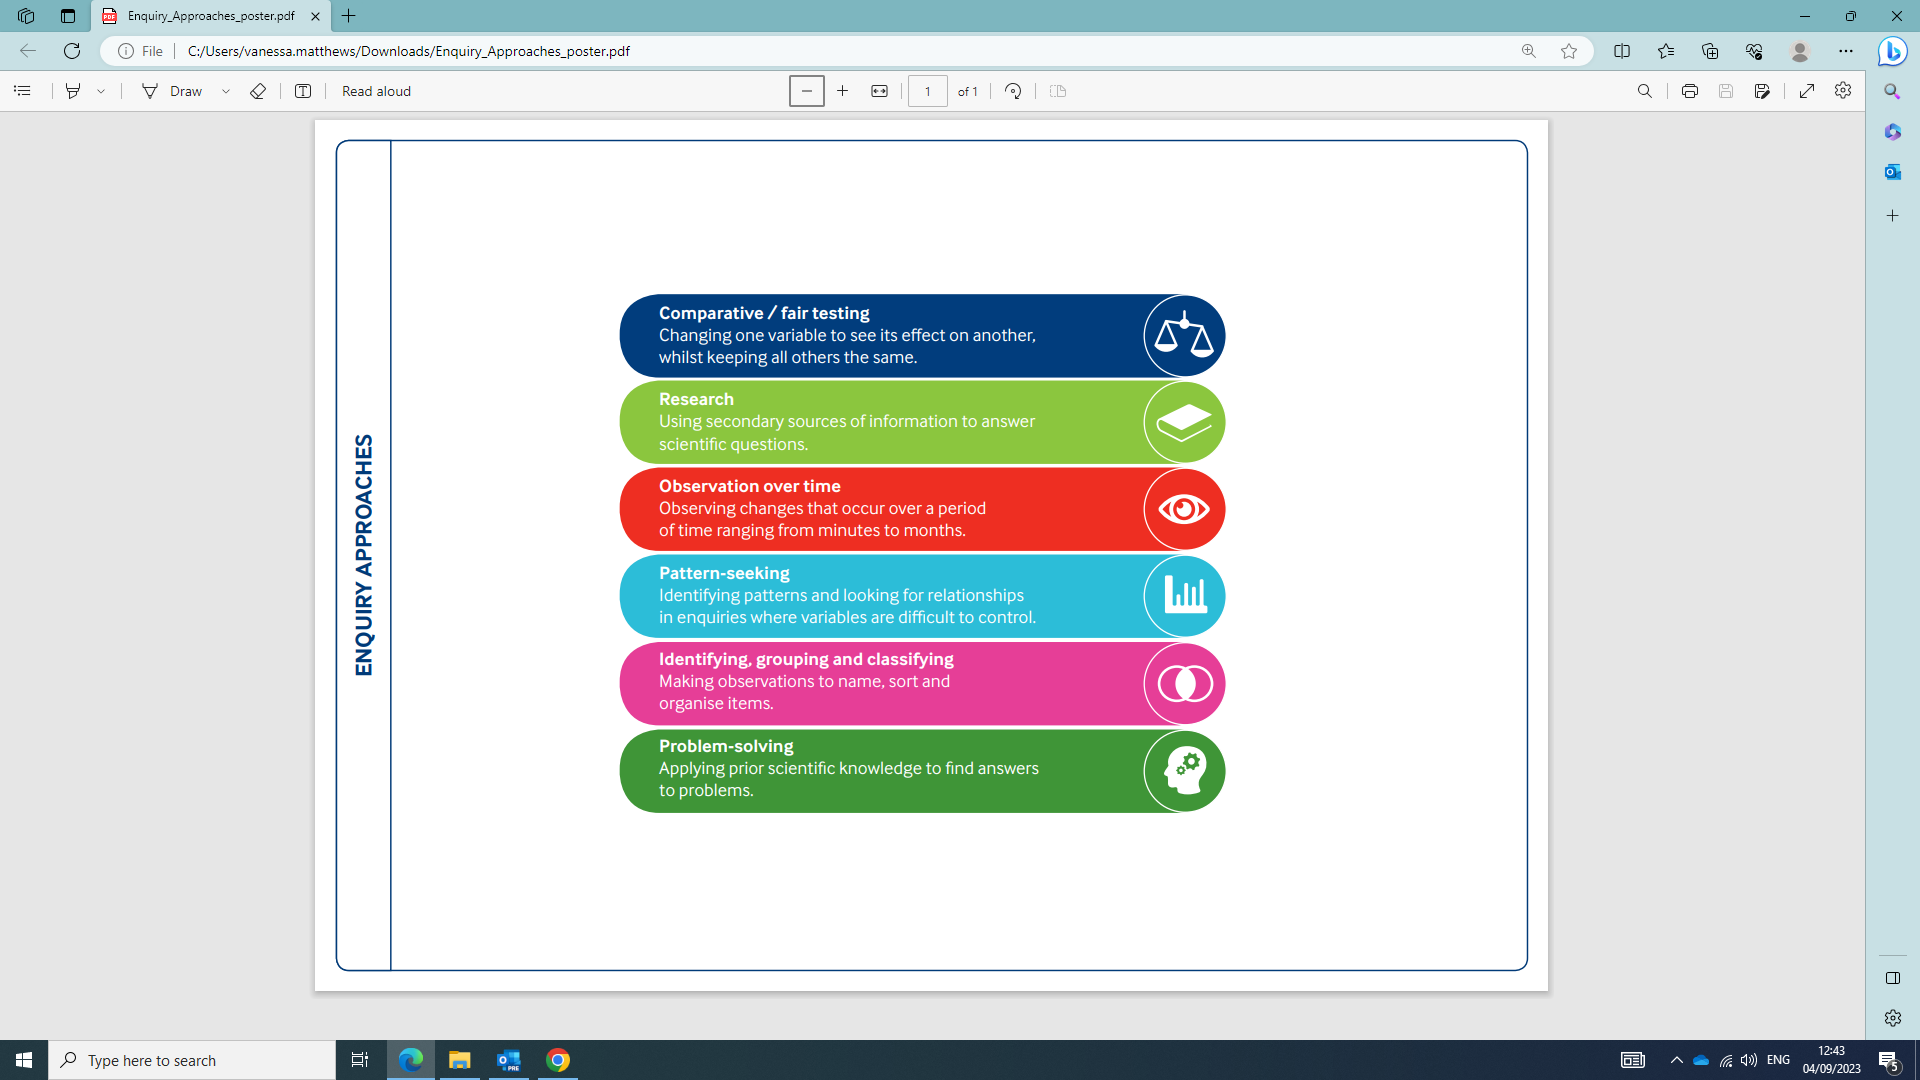 Enquiry_Approaches_poster.pdf
File
C:/Users/vanessa.matthews/Downloads/Enquiry_Approaches_poster.pdf
Draw
Read aloud
1
of 1
ENQUIRY APPROACHES
Comparative / fair testing
Changing one variable to see its effect on another,
whilst keeping all others the same.
Research
Using secondary sources of information to answer
scientific questions.
Observation over time
Observing changes that occur over a period
of time ranging from minutes to months.
Pattern-seeking
Identifying patterns and looking for relationships
in enquiries where variables are difficult to control.
Identifying, grouping and classifying
Making observations to name, sort and
organise items.
Problem-solving
Applying prior scientific knowledge to find answers
to problems.
Type here to search
PRE
ENG
12:43
04/09/2023
5